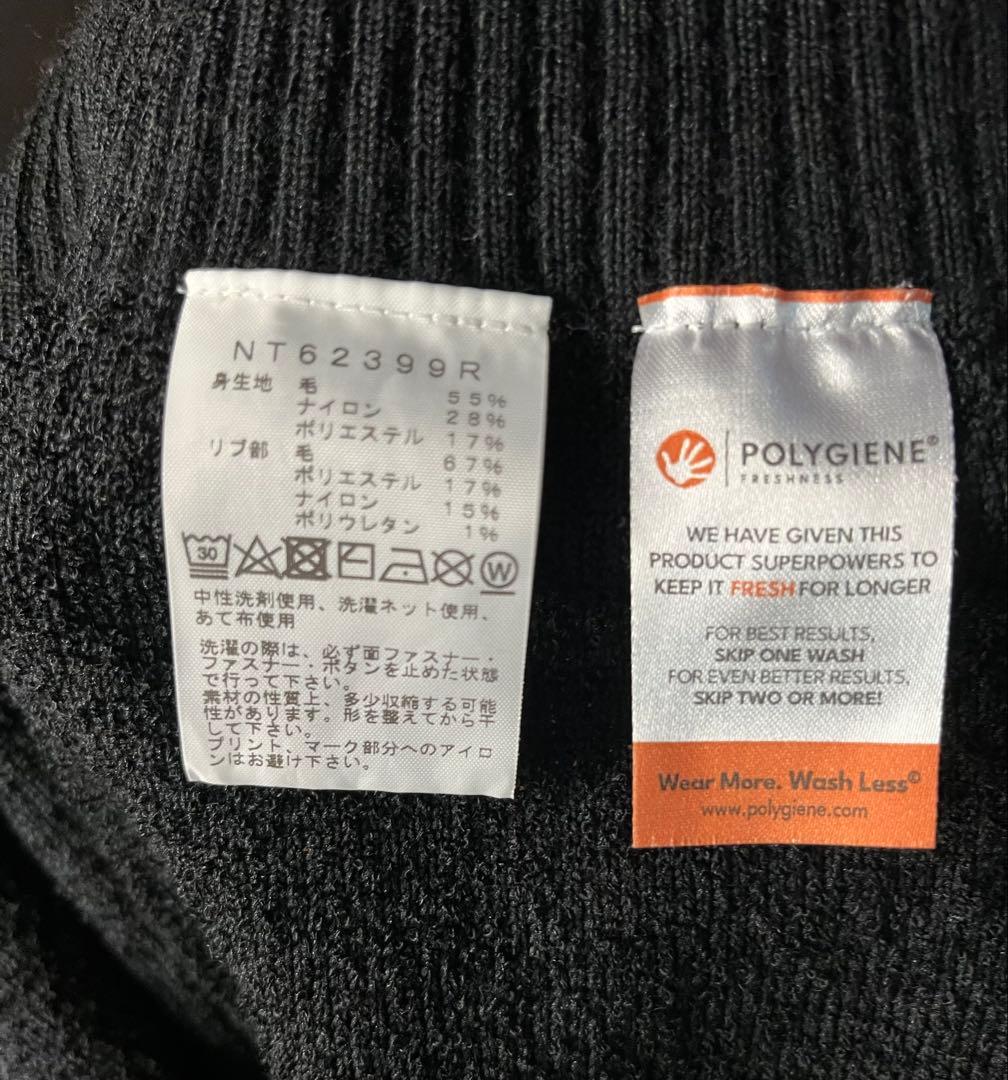 NT62399R
身生地 毛 55%
ナイロン 28%
ポリエステル 17%
リブ部 毛 67%
ポリエステル 17%
ナイロン 15%
ポリウレタン 1%
30
W
中性洗剤使用、洗濯ネット使用、
あて布使用
洗濯の際は、必ず面ファスナー・
ファスナー・ボタンを止めた状態
で行って下さい。
素材の性質上、多少収縮する可能
性があります。形を整えてから干
して下さい。
プリント、マーク部分へのアイロ
ンはお避け下さい。
POLYGIENE®
FRESHNESS
WE HAVE GIVEN THIS
PRODUCT SUPERPOWERS TO
KEEP IT FRESH FOR LONGER
FOR BEST RESULTS,
SKIP ONE WASH
FOR EVEN BETTER RESULTS,
SKIP TWO OR MORE!
Wear More. Wash Less©
www.polygiene.com